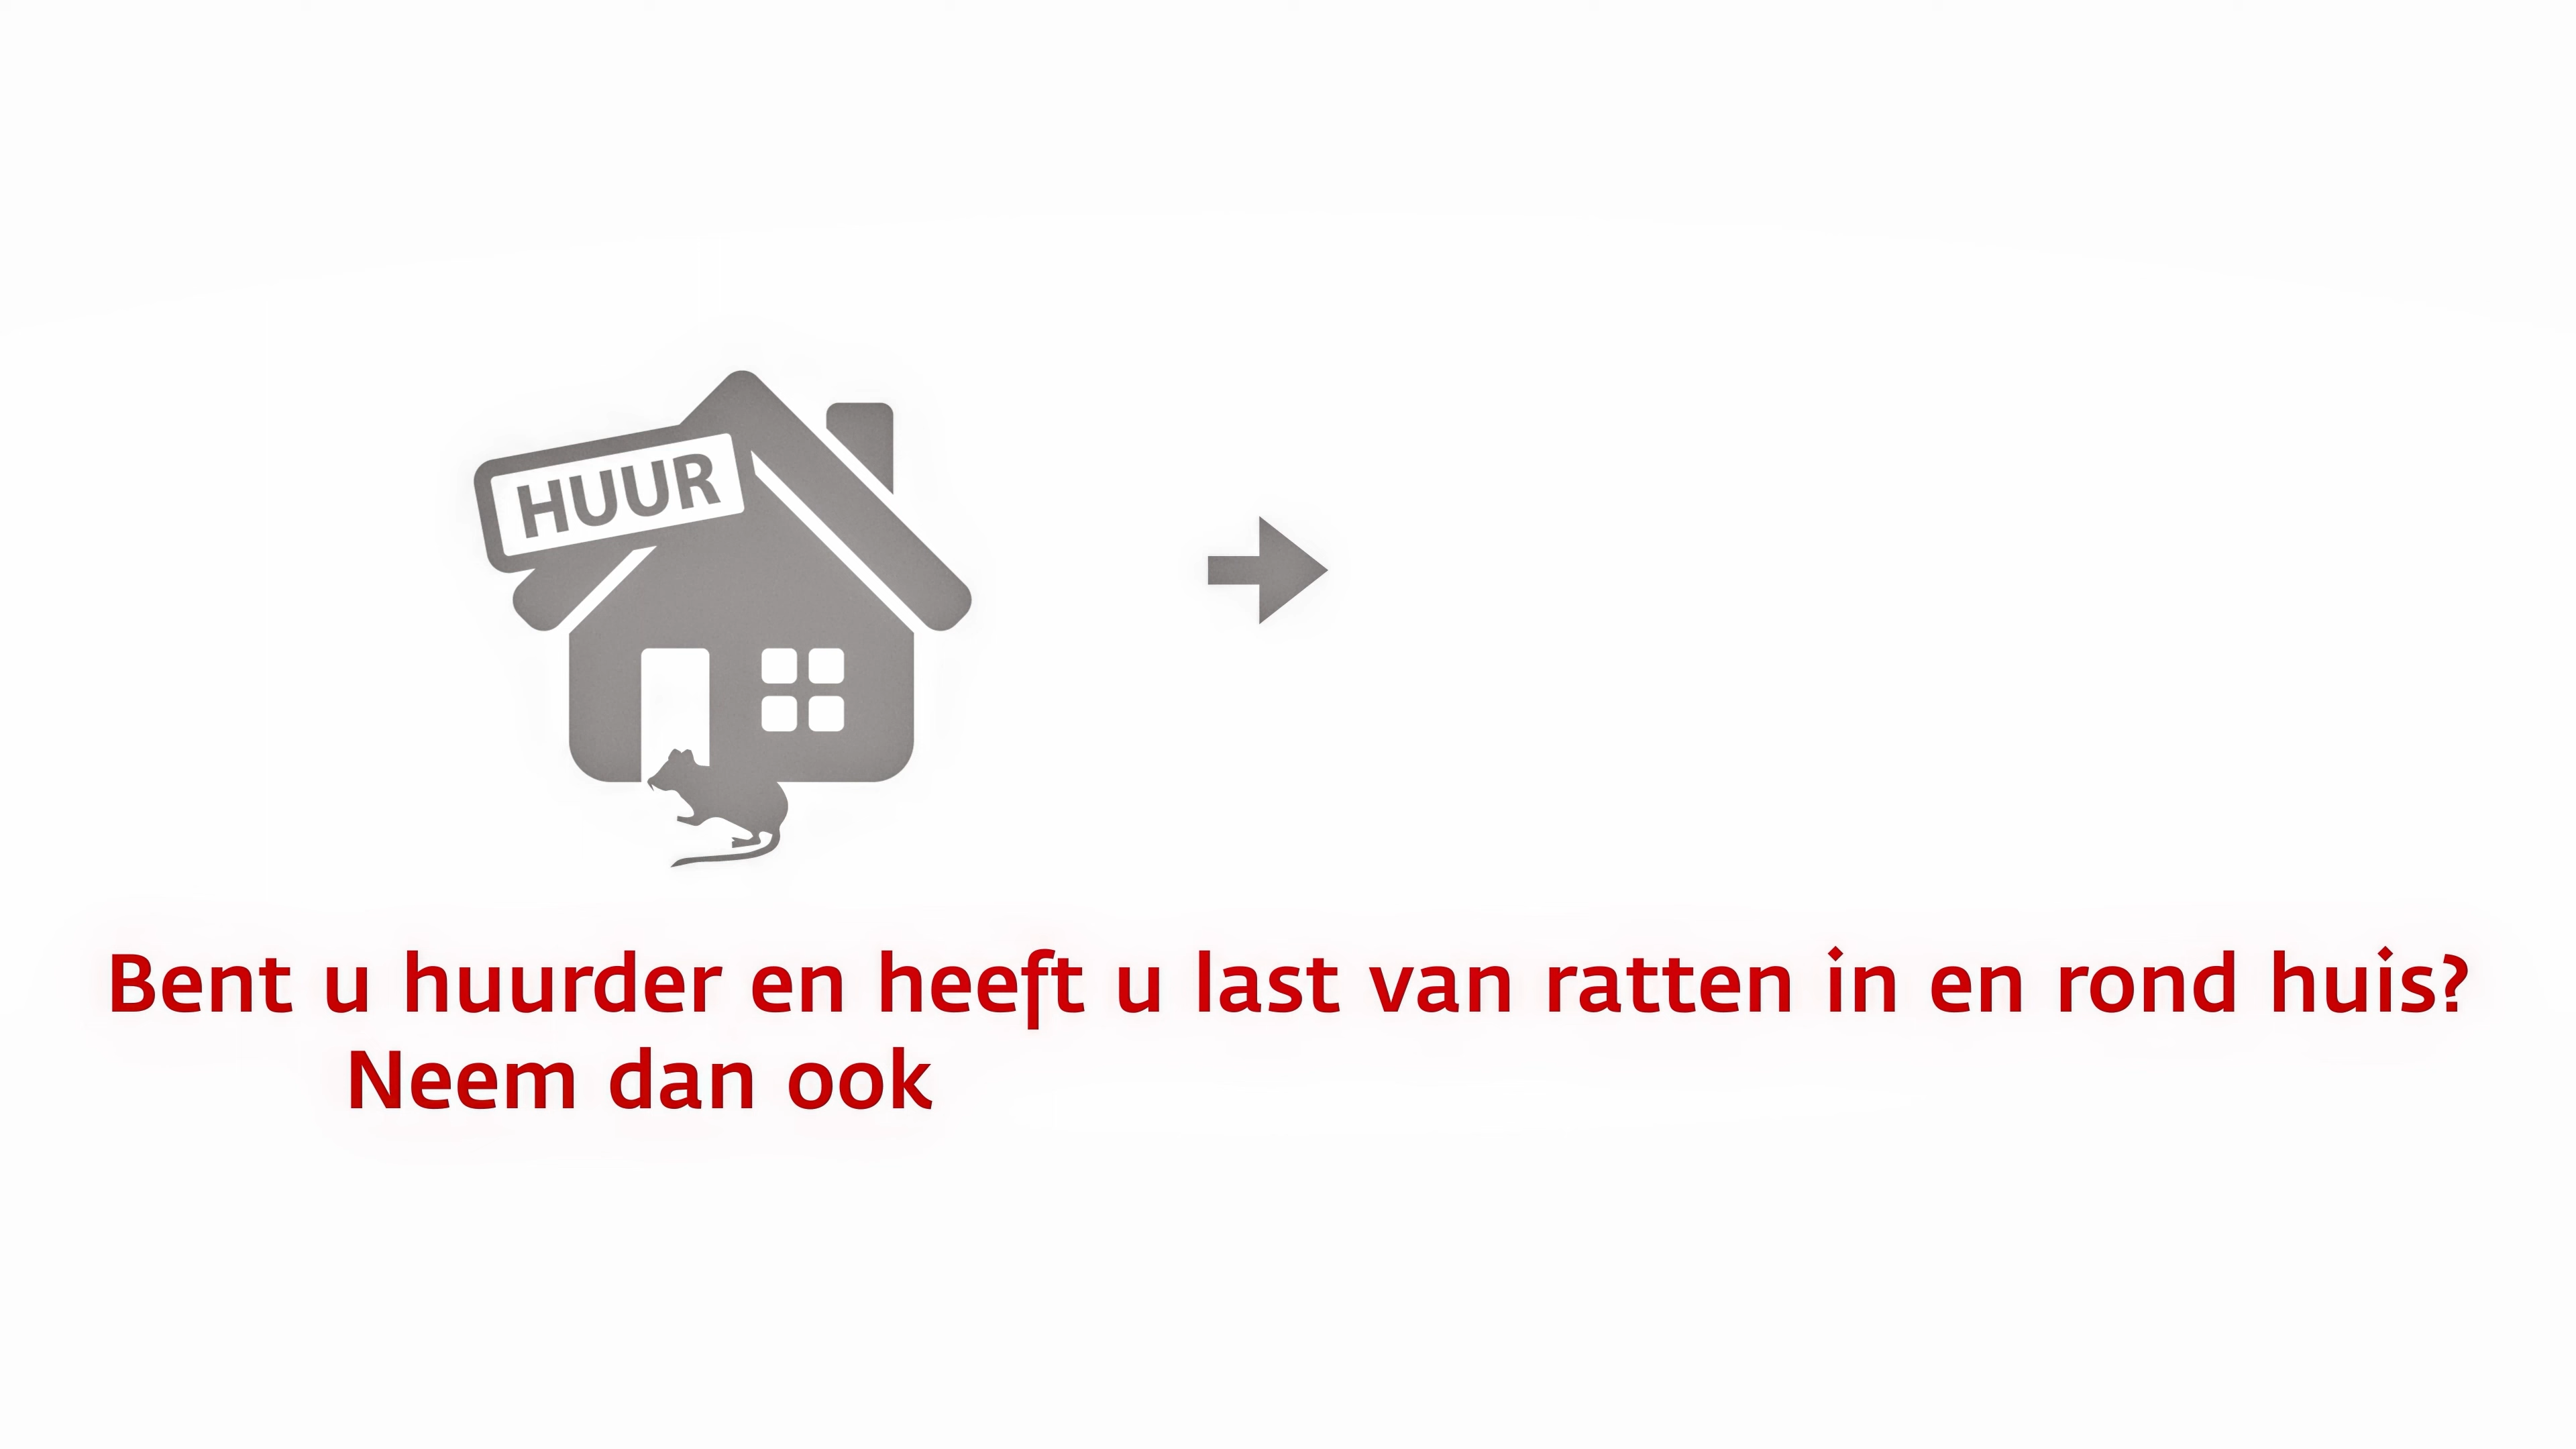 HUUR
Bent u huurder en heeft u last van ratten in en rond huis?
Neem dan ook